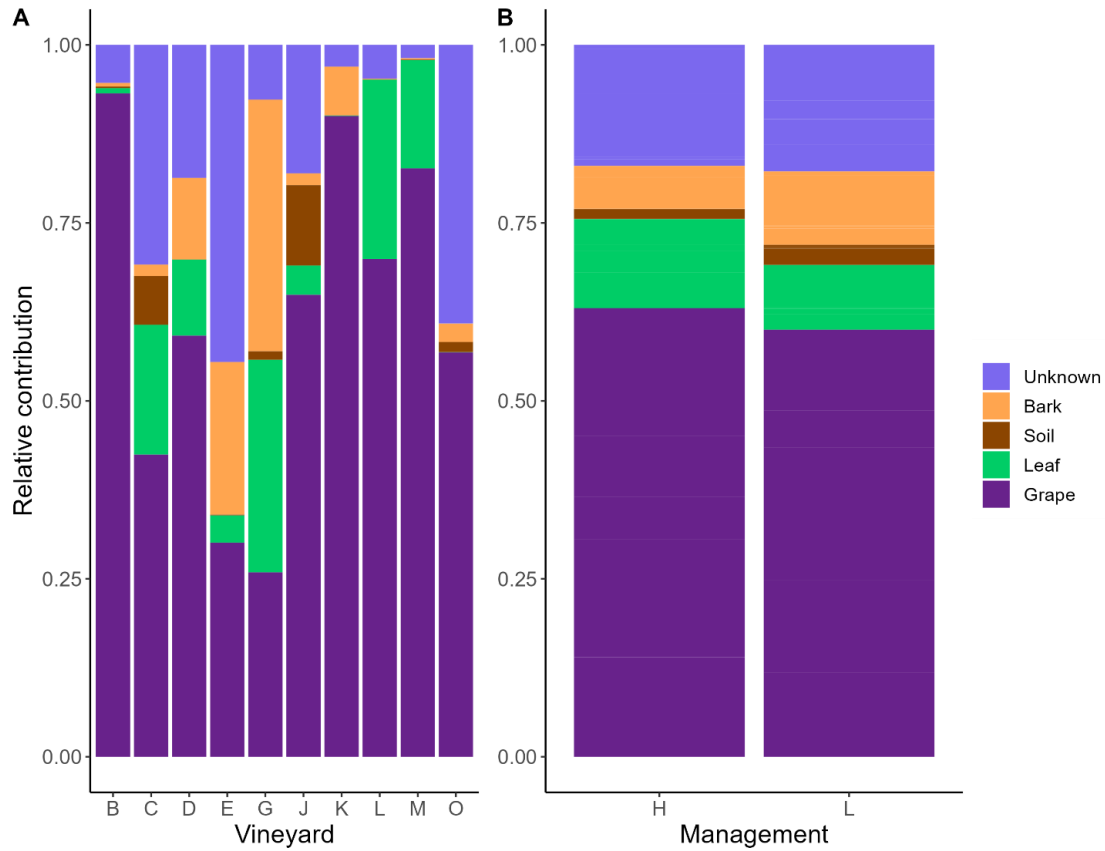 A
B
Relative contribution
1.00
0.75
0.50
0.25
0.00
B C D E G J K L M O
Vineyard
1.00
0.75
0.50
0.25
0.00
H L
Management
Unknown
Bark
Soil
Leaf
Grape